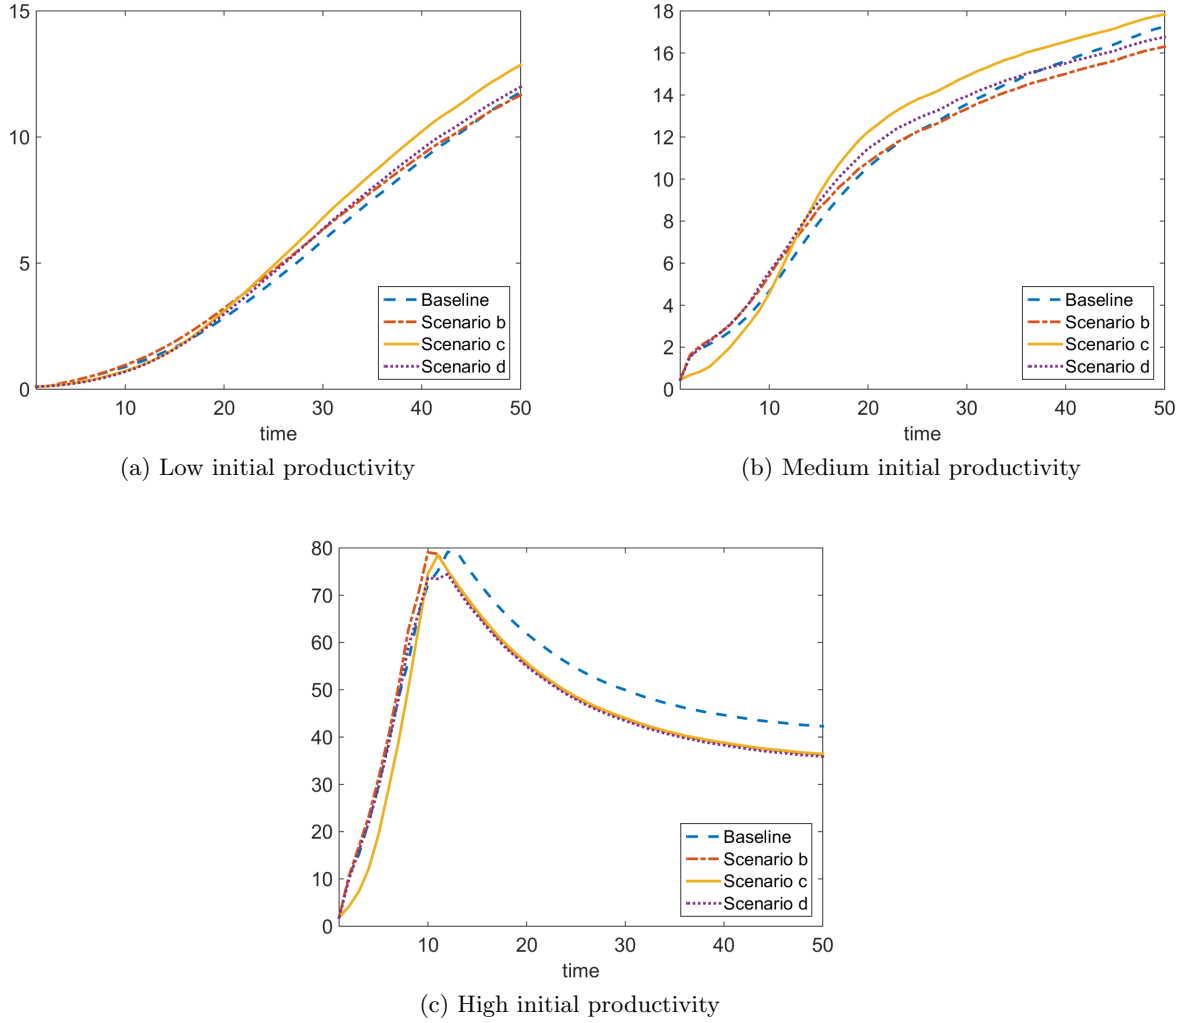 15
10
5
0
10 20 30 40 50
time
Baseline
Scenario b
Scenario c
Scenario d
(a) Low initial productivity
18
16
14
12
10
8
6
4
2
0
10 20 30 40 50
time
Baseline
Scenario b
Scenario c
Scenario d
(b) Medium initial productivity
80
70
60
50
40
30
20
10
0
10 20 30 40 50
time
Baseline
Scenario b
Scenario c
Scenario d
(c) High initial productivity